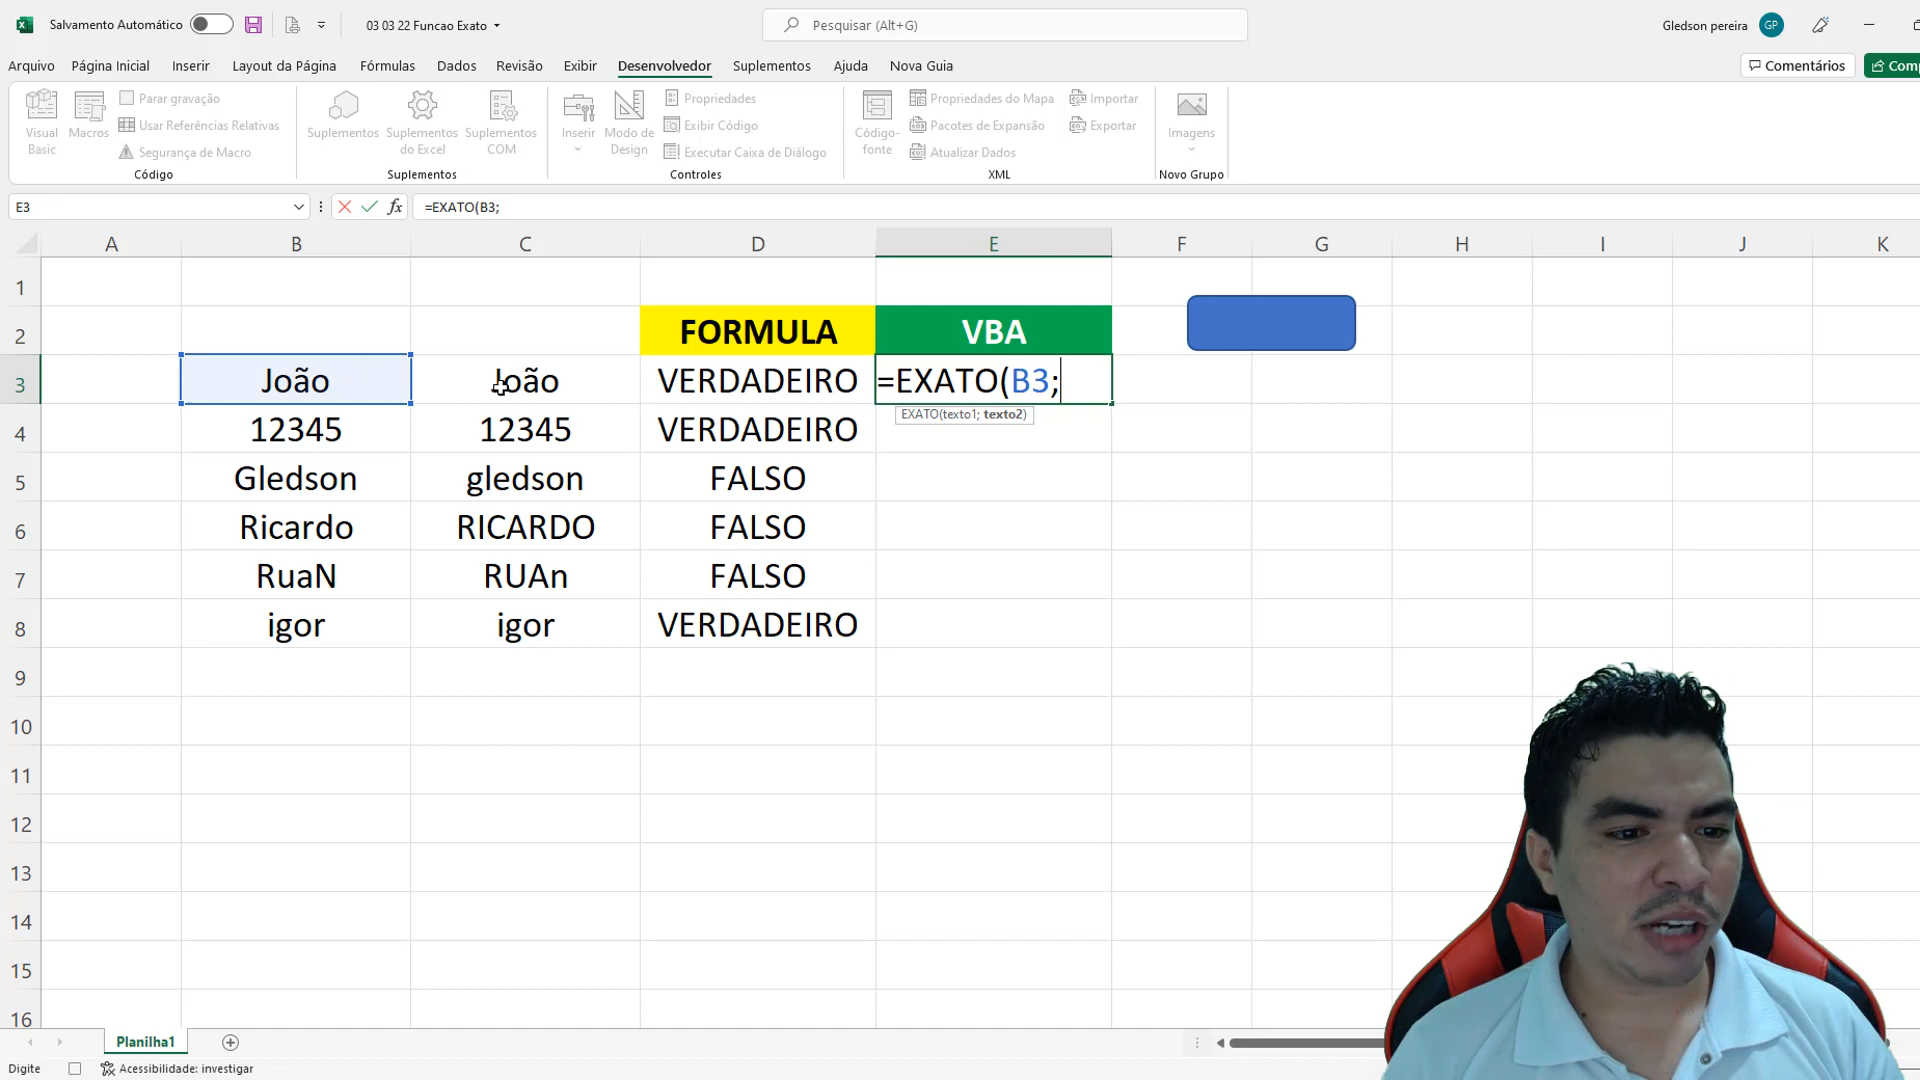 Salvamento Automático
03 03 22 Funcao Exato
Pesquisar (Alt+G)
Gledson pereira
GP
Arquivo Página Inicial Inserir Layout da Página Fórmulas Dados Revisão Exibir Desenvolvedor Suplementos Ajuda Nova Guia
Comentários
Comp
Visual Basic
Macros
Parar gravação
Usar Referências Relativas
Segurança de Macro
Código
Suplementos
Suplementos do Excel
Suplementos COM
Suplementos
Inserir
Modo de Design
Propriedades
Exibir Código
Executar Caixa de Diálogo
Controles
Código-fonte
Propriedades do Mapa
Pacotes de Expansão
Atualizar Dados
Importar
Exportar
XML
Imagens
Novo Grupo
E3
fx
=EXATO(B3;
A B C D E F G H I J K
1
2 FORMULA VBA
3 João João VERDADEIRO =EXATO(B3;
EXATO(texto1; texto2)
4 12345 12345 VERDADEIRO
5 Gledson gledson FALSO
6 Ricardo RICARDO FALSO
7 RuaN RUAn FALSO
8 igor igor VERDADEIRO
9
10
11
12
13
14
15
16
Planilha1
Digite
Acessibilidade: investigar